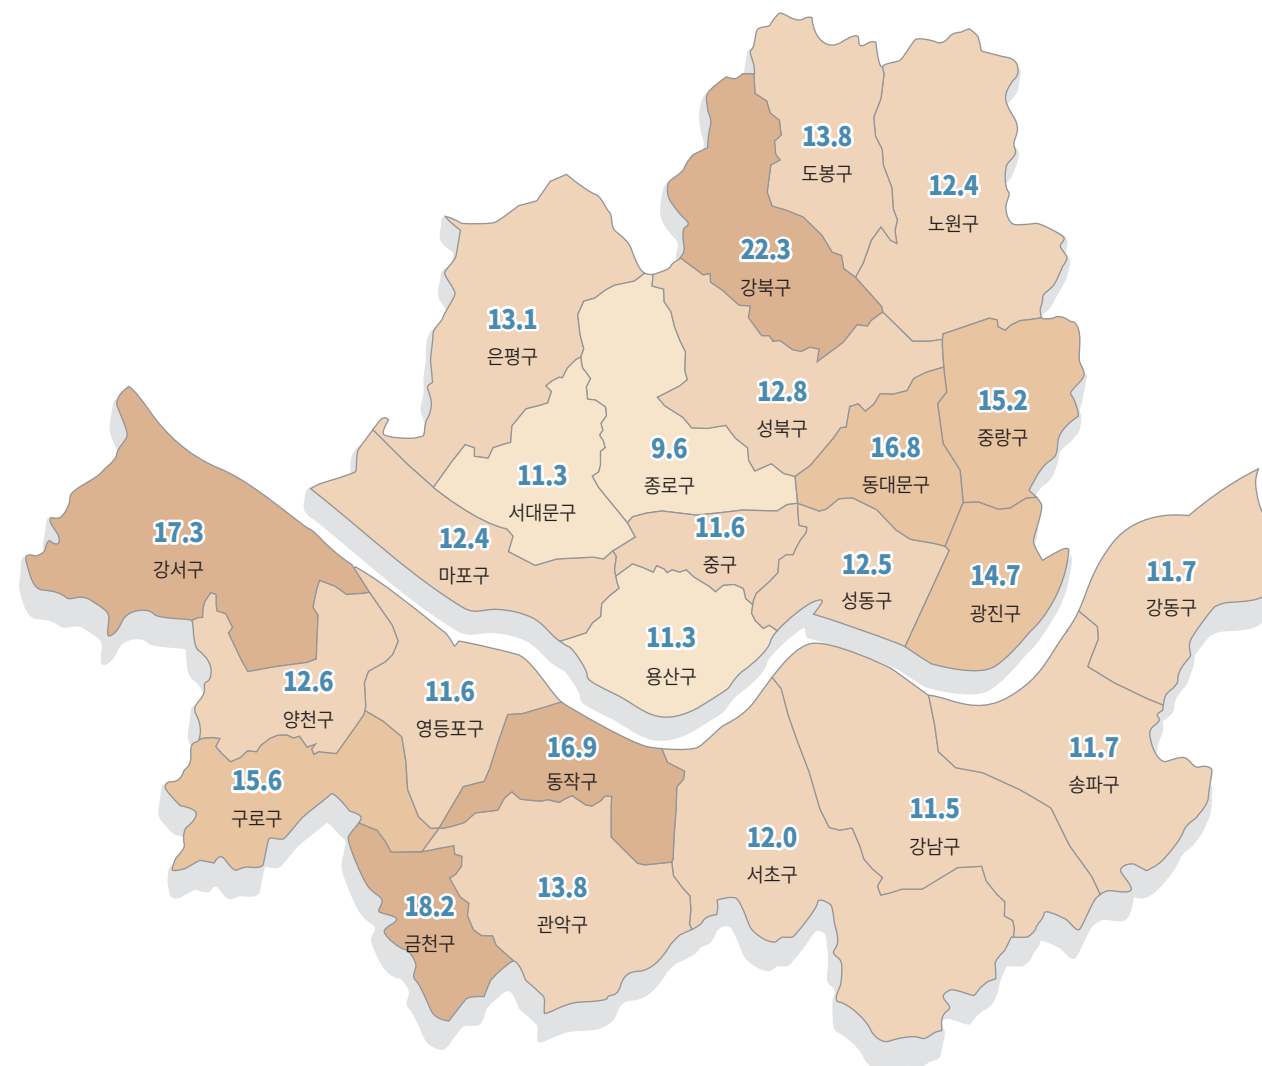 13.8
도봉구
12.4
노원구
22.3
강북구
13.1
은평구
12.8
성북구
15.2
중랑구
16.8
동대문구
9.6
종로구
11.3
서대문구
17.3
강서구
12.4
마포구
11.6
중구
12.5
성동구
14.7
광진구
11.7
강동구
11.3
용산구
12.6
양천구
11.6
영등포구
16.9
동작구
11.7
송파구
15.6
구로구
11.5
강남구
12.0
서초구
13.8
관악구
18.2
금천구